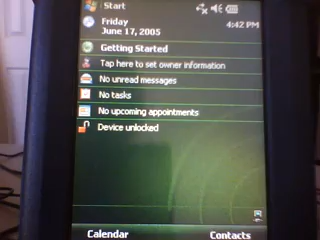 Start
Friday
June 17, 2005
4:42 PM
Getting Started
Tap here to set owner information
No unread messages
No tasks
No upcoming appointments
Device unlocked
Calendar
Contacts